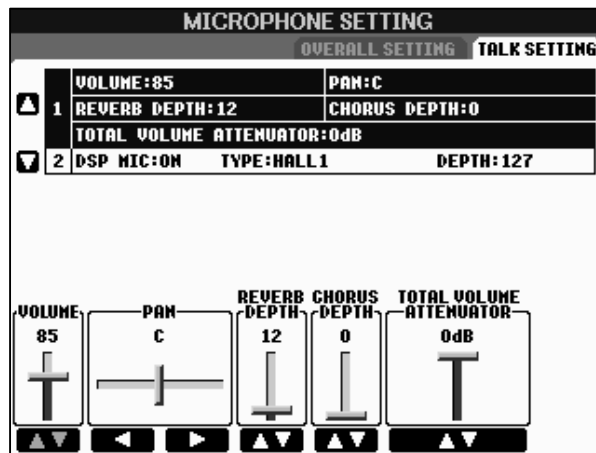 MICROPHONE SETTING
OVERALL SETTING TALK SETTING
1 VOLUME:85 PAN:C
REVERB DEPTH:12 CHORUS DEPTH:0
TOTAL VOLUME ATTENUATOR:0dB
2 DSP MIC:ON TYPE:HALL1 DEPTH:127
VOLUME PAN REVERB DEPTH CHORUS DEPTH TOTAL VOLUME ATTENUATOR
85 C 12 0 0dB